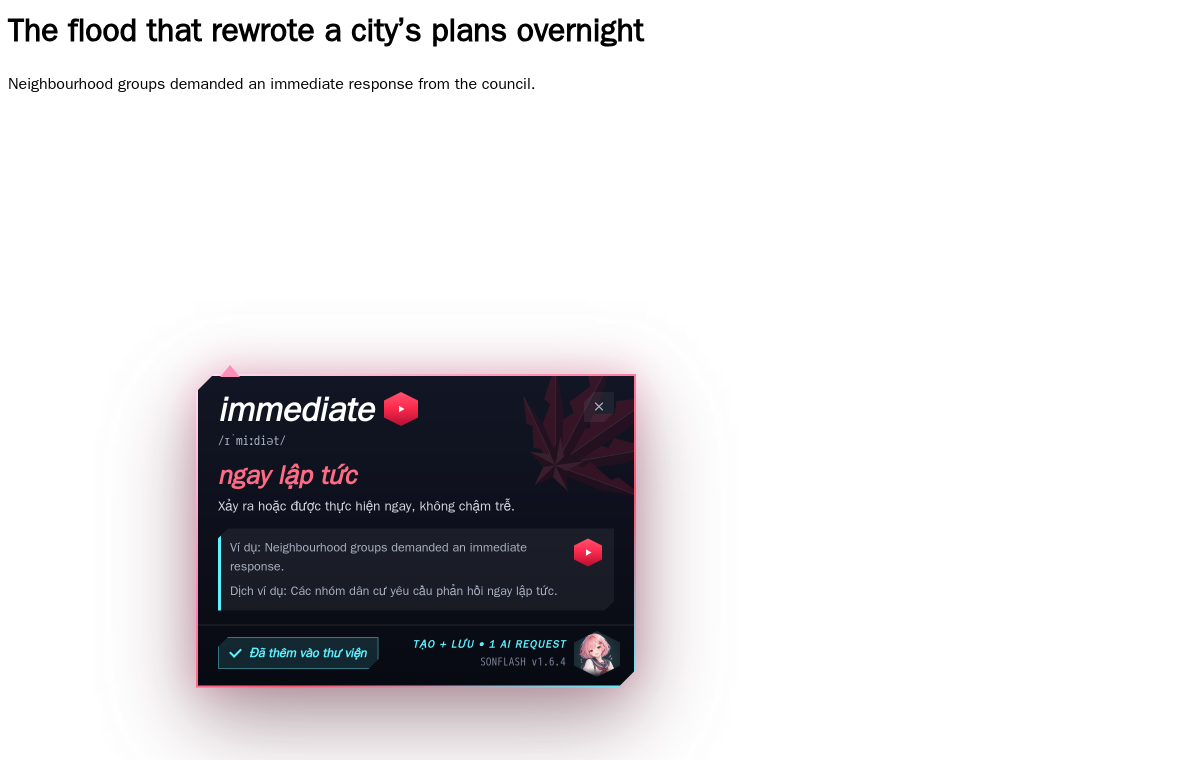 The flood that rewrote a city’s plans overnight
Neighbourhood groups demanded an immediate response from the council.
immediate
/ɪˈmiːdiət/
ngay lập tức
Xảy ra hoặc được thực hiện ngay, không chậm trễ.
Ví dụ: Neighbourhood groups demanded an immediate
response.
Dịch ví dụ: Các nhóm dân cư yêu cầu phản hồi ngay lập tức.
Đã thêm vào thư viện
TẠO + LƯU • 1 AI REQUEST
SONFLASH v1.6.4